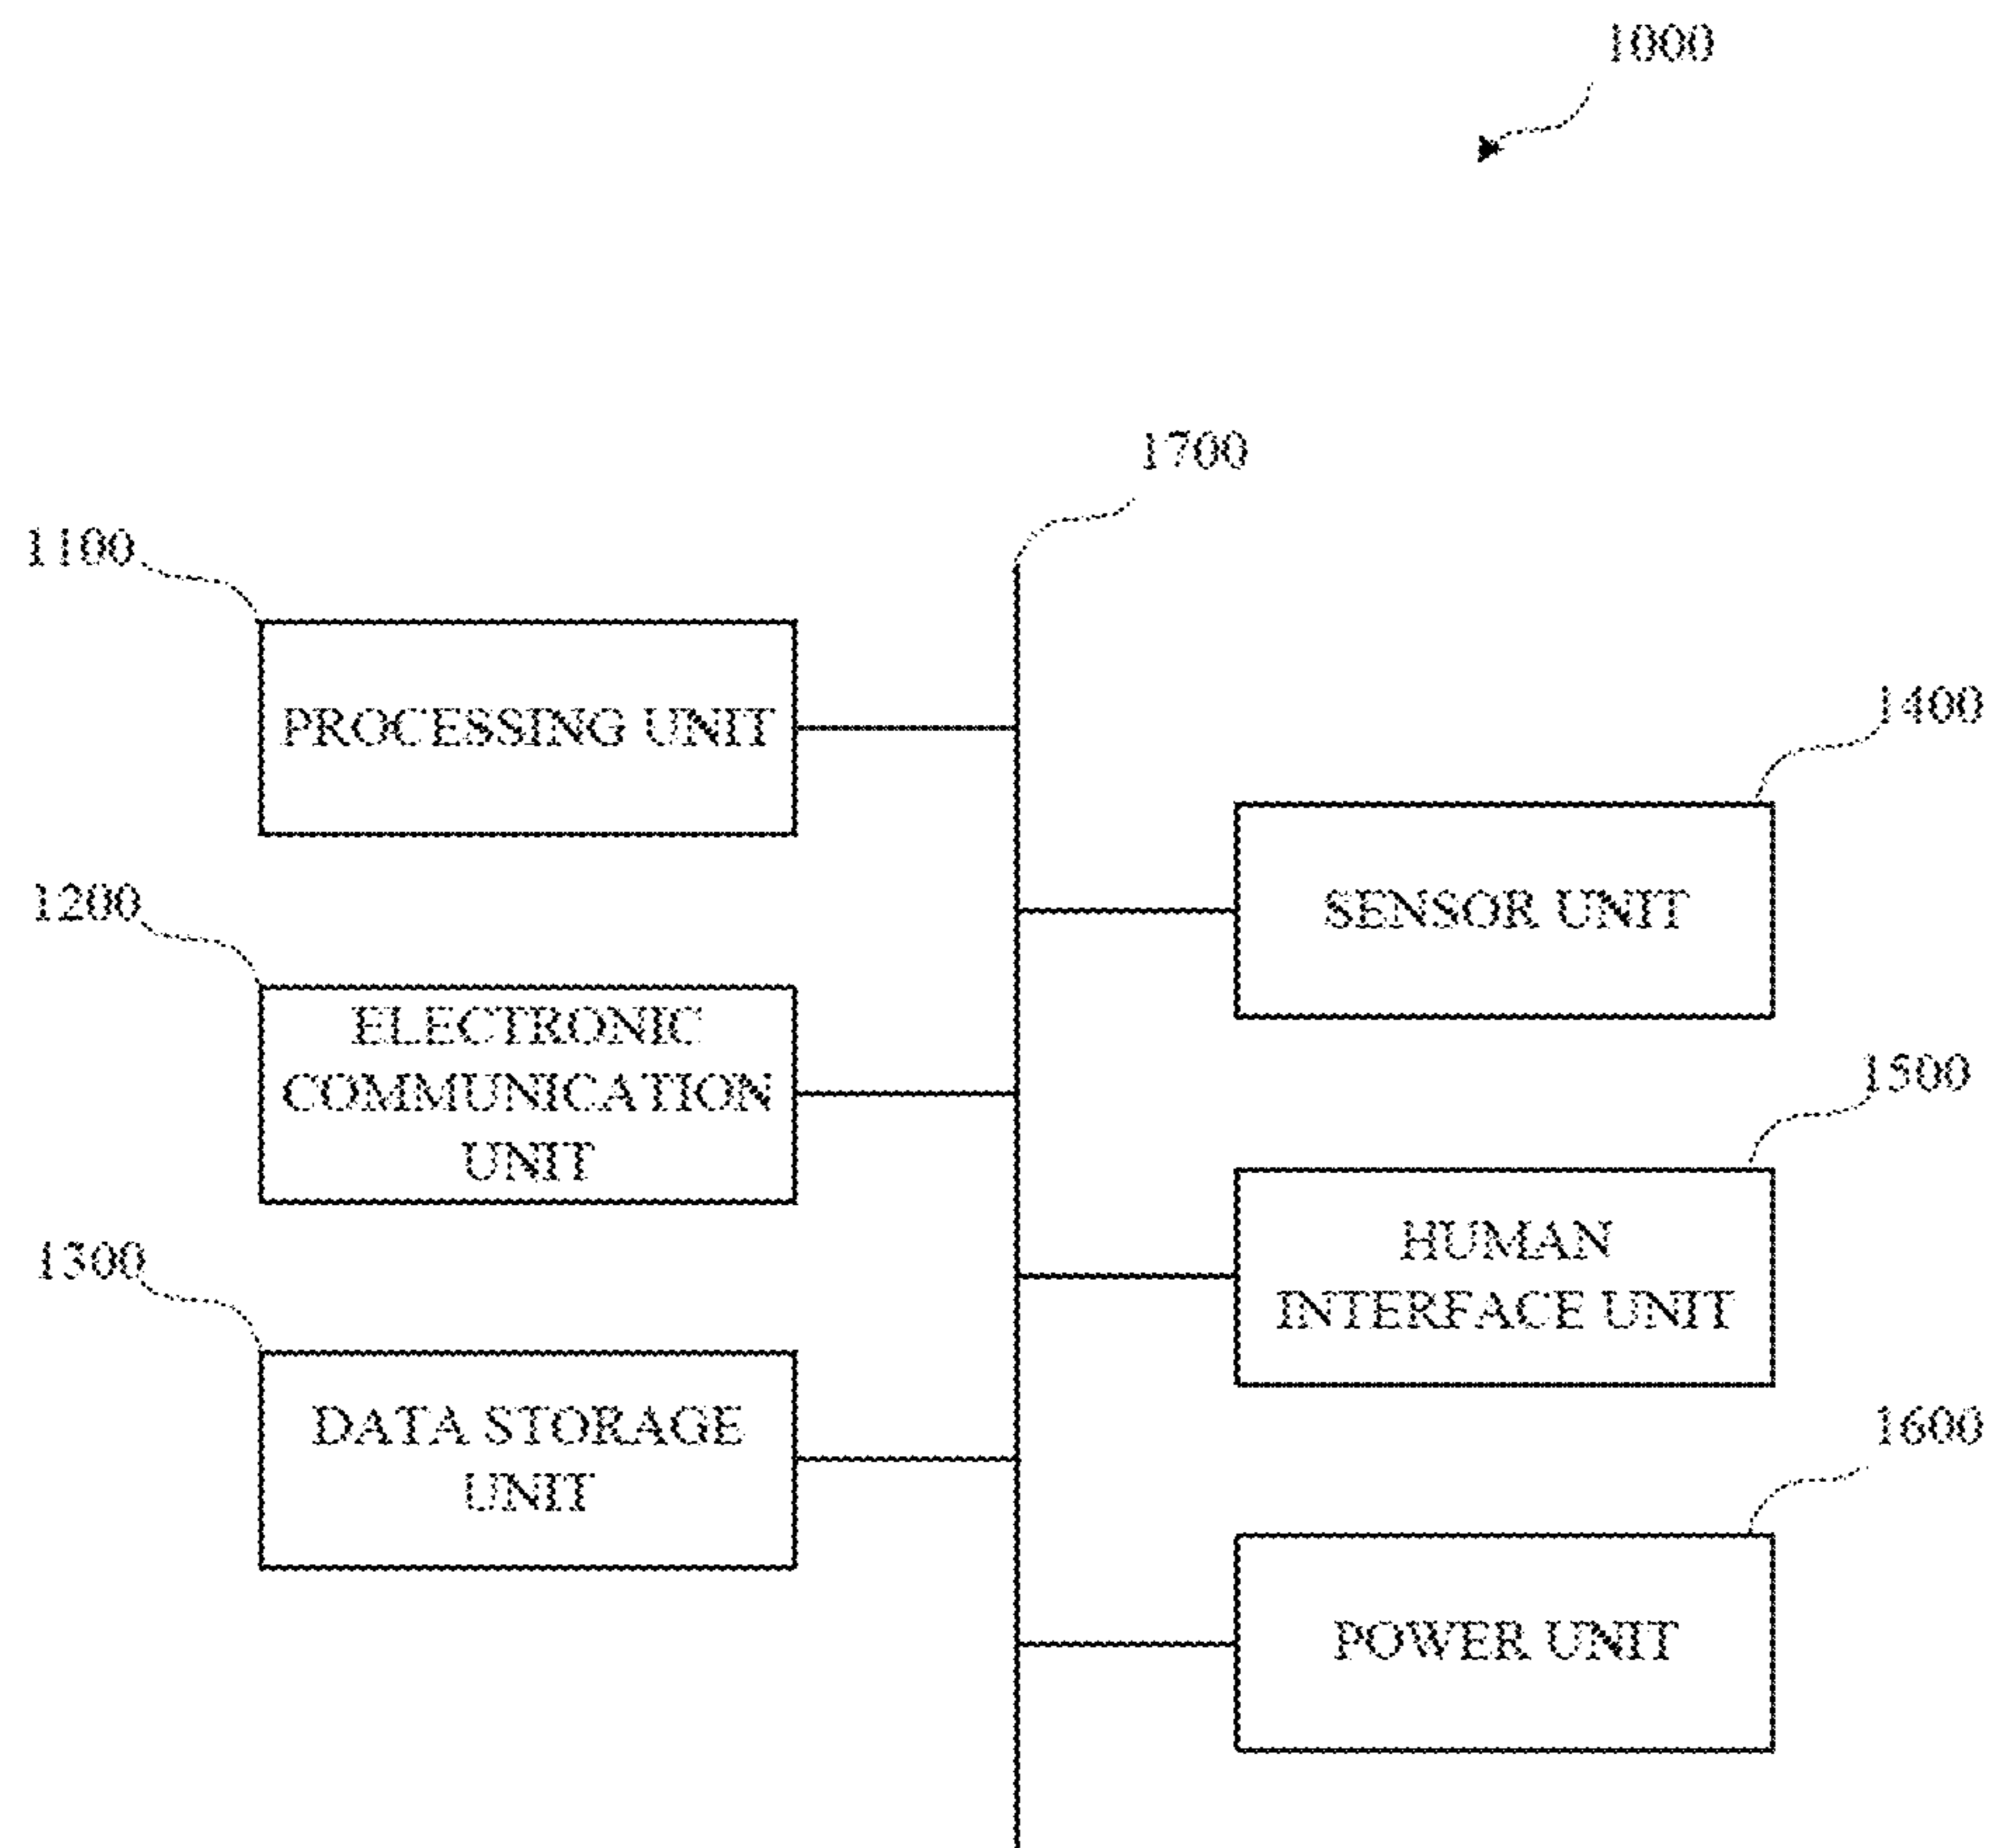 1000
1700
1100
PROCESSING UNIT
1400
SENSOR UNIT
1200
ELECTRONIC
COMMUNICATION
UNIT
1500
HUMAN
INTERFACE UNIT
1300
DATA STORAGE
UNIT
1600
POWER UNIT